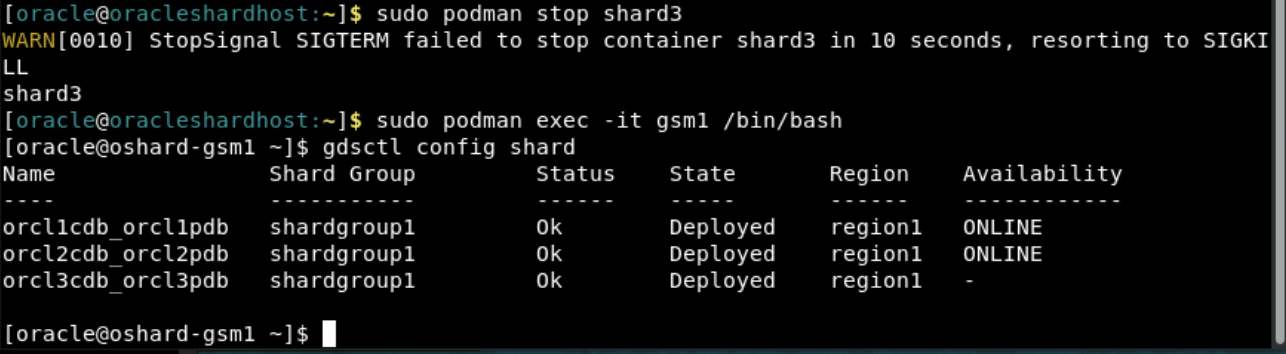 [oracle@oracleshardhost:~]$ sudo podman stop shard3
WARN[0010] StopSignal SIGTERM failed to stop container shard3 in 10 seconds, resorting to SIGKI
LL
shard3
[oracle@oracleshardhost:~]$ sudo podman exec -it gsm1 /bin/bash
[oracle@oshard-gsm1 ~]$ gdsctl config shard
Name                Shard Group         Status    State       Region    Availability
----                -----------         ------    -----       ------    ------------
orcl1cdb_orcl1pdb   shardgroup1         Ok        Deployed    region1   ONLINE
orcl2cdb_orcl2pdb   shardgroup1         Ok        Deployed    region1   ONLINE
orcl3cdb_orcl3pdb   shardgroup1         Ok        Deployed    region1   -
[oracle@oshard-gsm1 ~]$